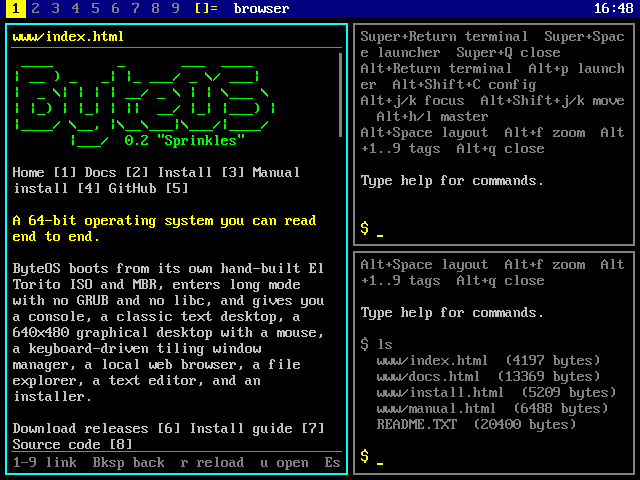 1 2 3 4 5 6 7 8 9 []= browser 16:48
www/index.html
ByteOS
0.2 "Sprinkles"
Home [1] Docs [2] Install [3] Manual
install [4] GitHub [5]
A 64-bit operating system you can read
end to end.
ByteOS boots from its own hand-built El
Torito ISO and MBR, enters long mode
with no GRUB and no libc, and gives you
a console, a classic text desktop, a
640x480 graphical desktop with a mouse,
a keyboard-driven tiling window
manager, a local web browser, a file
explorer, a text editor, and an
installer.
Download releases [6] Install guide [7]
Source code [8]
1-9 link Bksp back r reload u open Es
Super+Return terminal Super+Spac
e launcher Super+Q close
Alt+Return terminal Alt+p launch
er Alt+Shift+C config
Alt+j/k focus Alt+Shift+j/k move
Alt+h/l master
Alt+Space layout Alt+f zoom Alt
+1..9 tags Alt+q close
Type help for commands.
$ _
Alt+Space layout Alt+f zoom Alt
+1..9 tags Alt+q close
Type help for commands.
$ ls
www/index.html (4197 bytes)
www/docs.html (13369 bytes)
www/install.html (5209 bytes)
www/manual.html (6488 bytes)
README.TXT (20400 bytes)
$ _